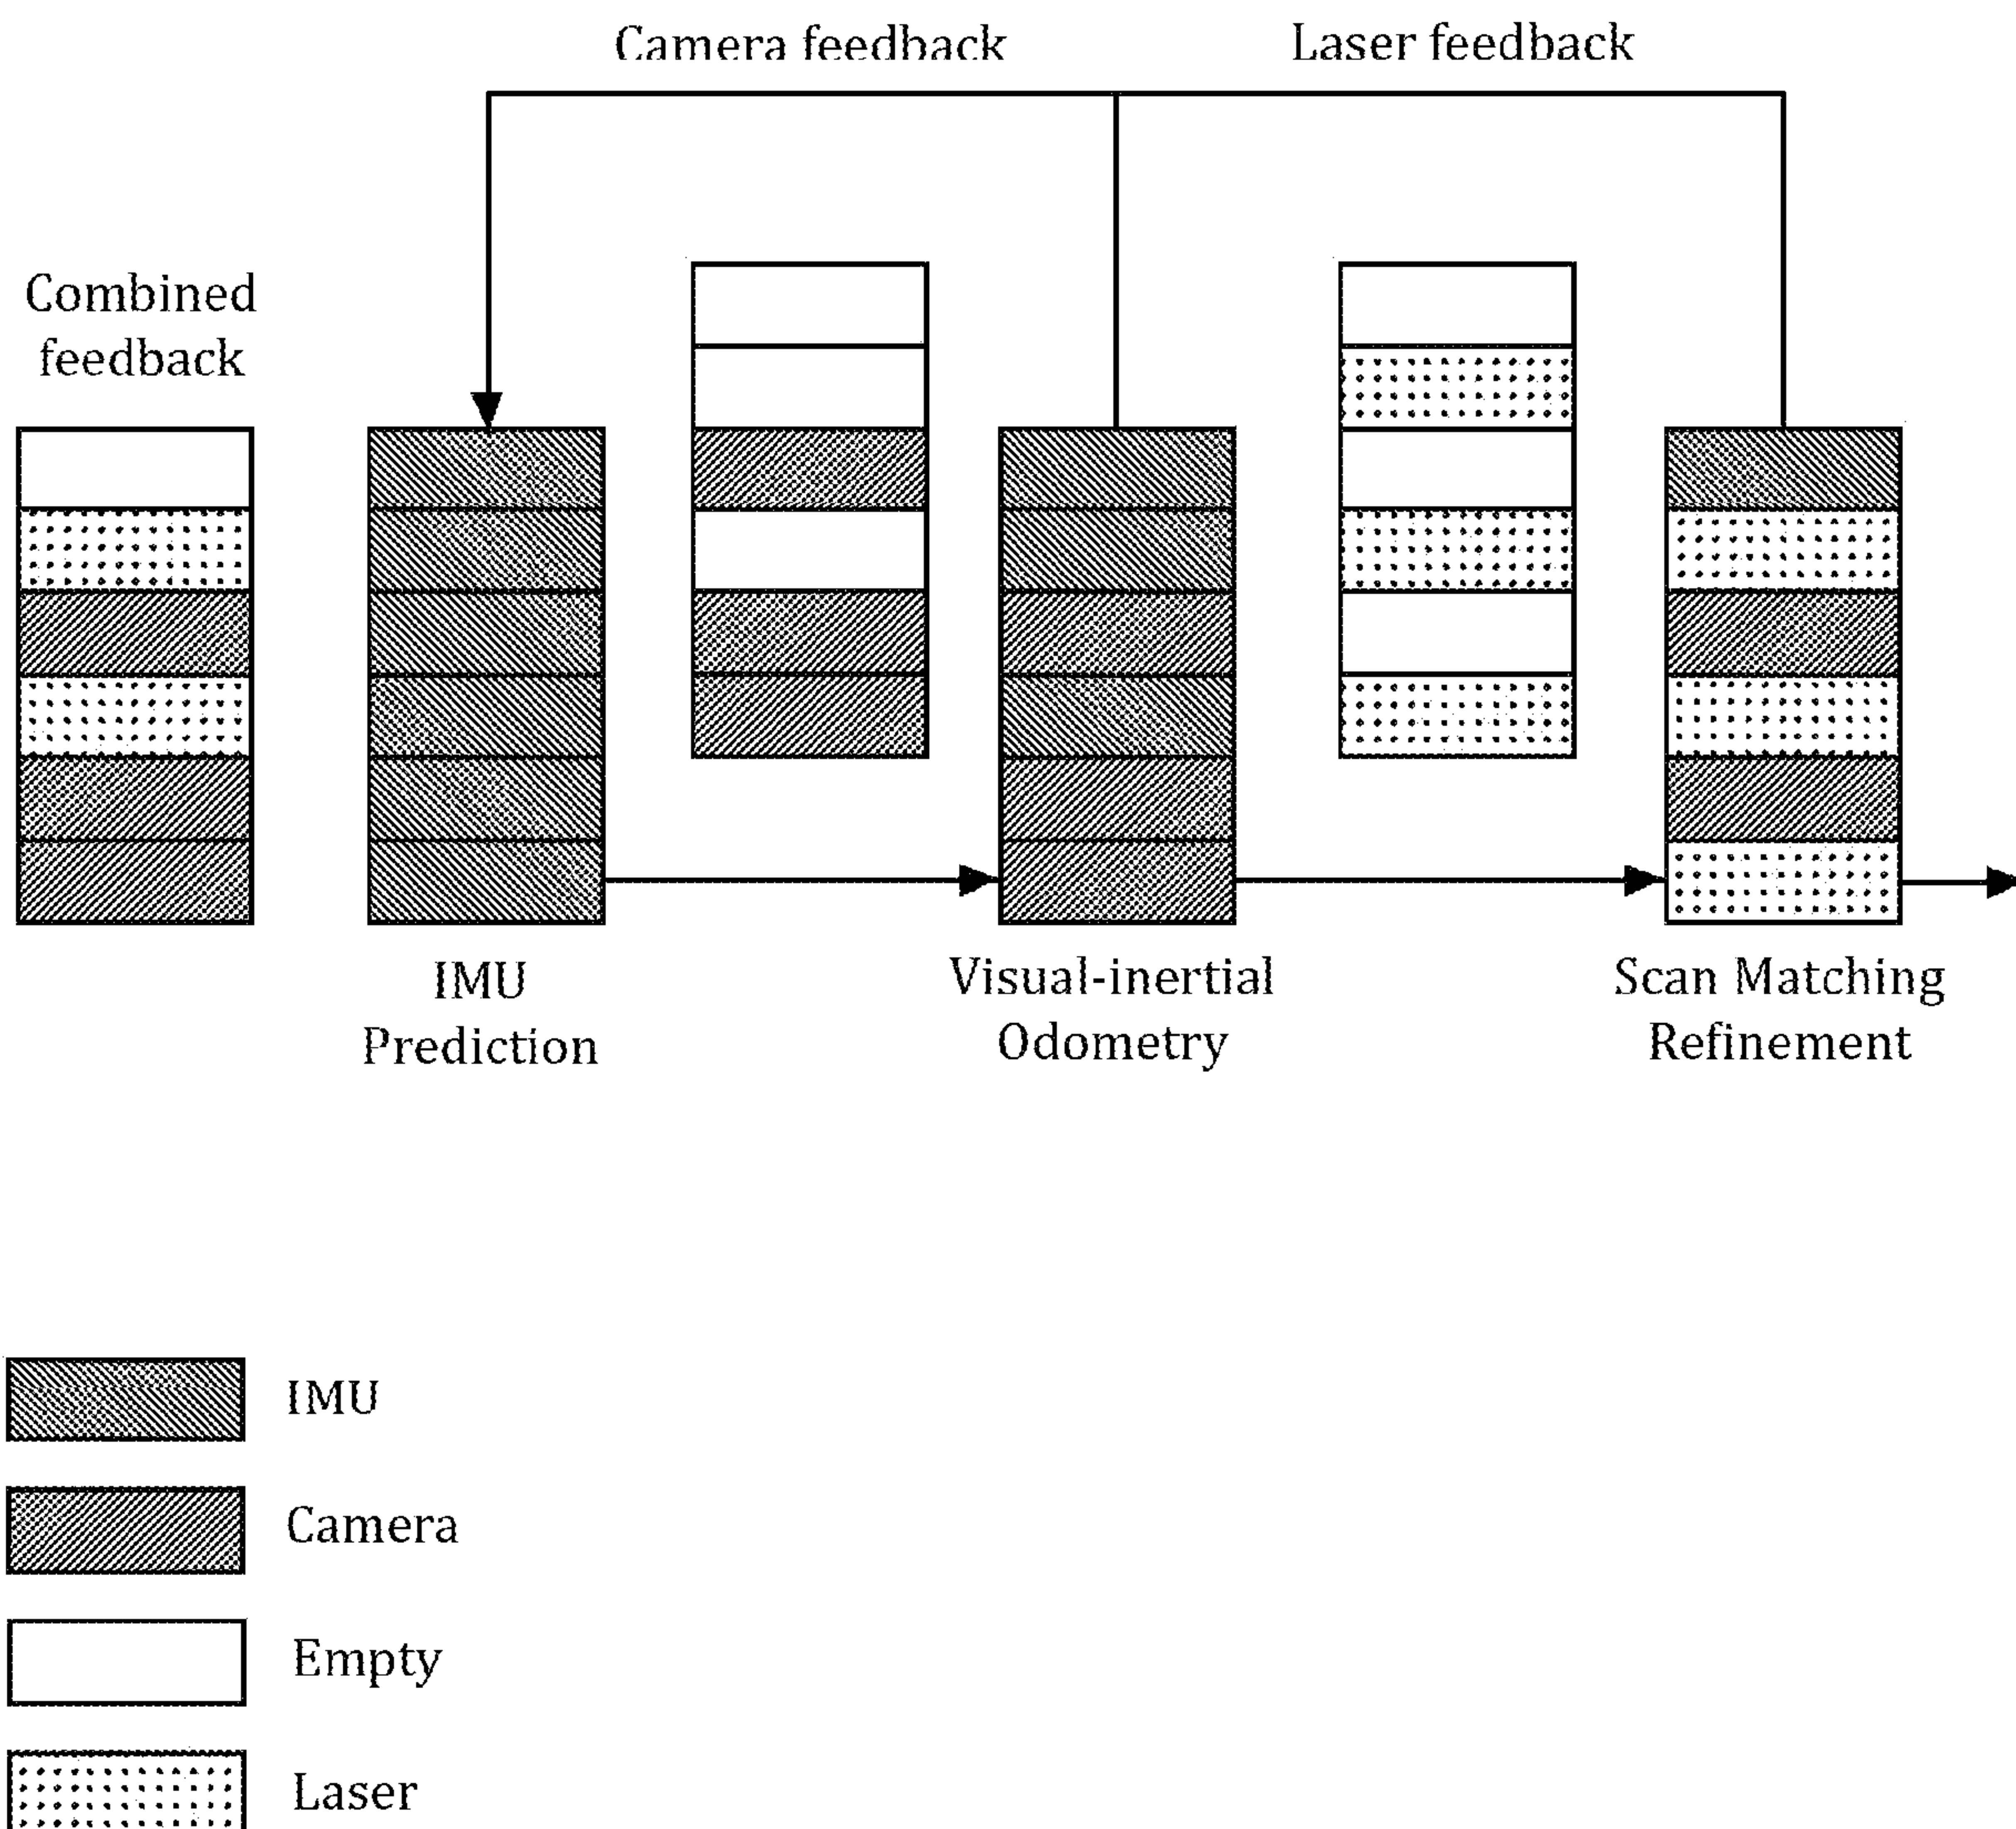 Camera feedback
Laser feedback
Combined
feedback
IMU
Prediction
Visual-inertial
Odometry
Scan Matching
Refinement
IMU
Camera
Empty
Laser